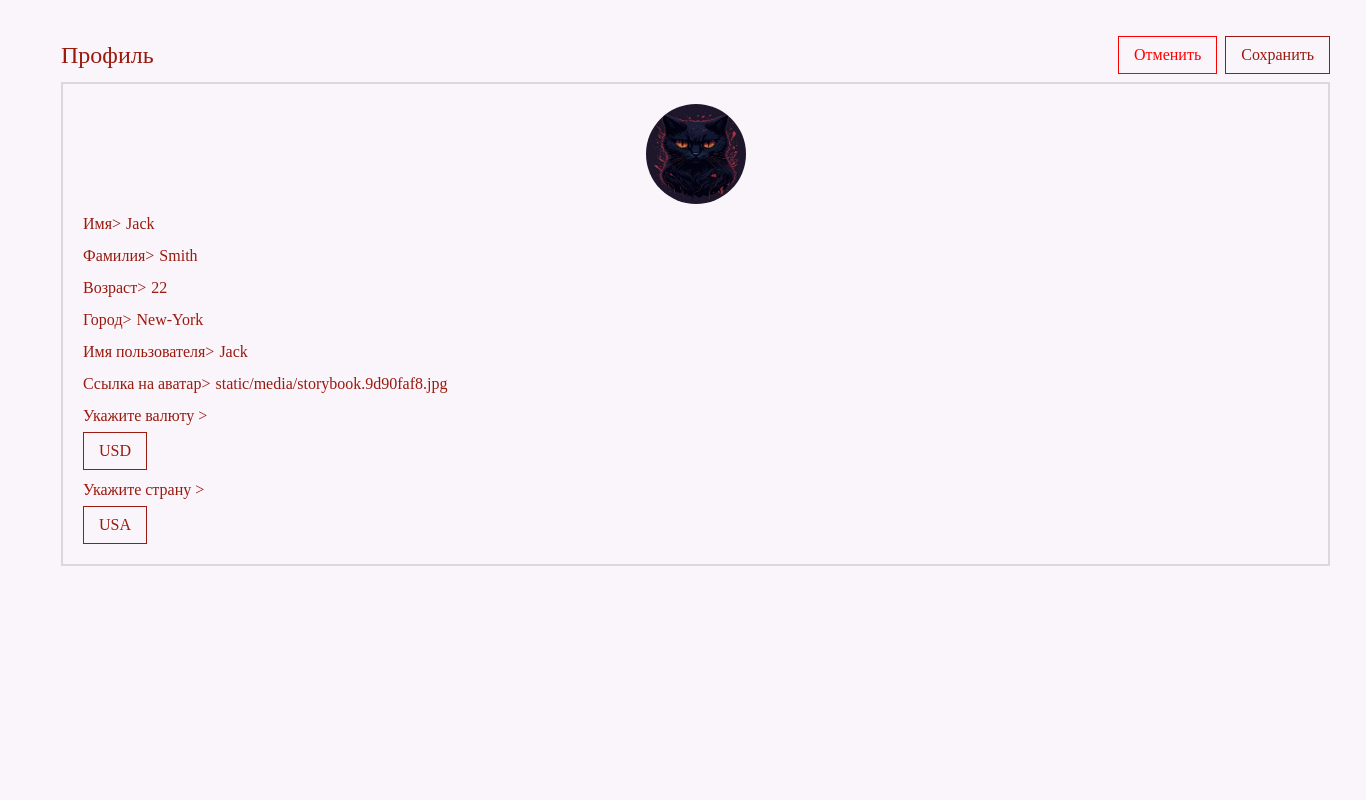 Профиль
Отменить
Сохранить
Имя> Jack
Фамилия> Smith
Возраст> 22
Город> New-York
Имя пользователя> Jack
Ссылка на аватар> static/media/storybook.9d90faf8.jpg
Укажите валюту >
USD
Укажите страну >
USA